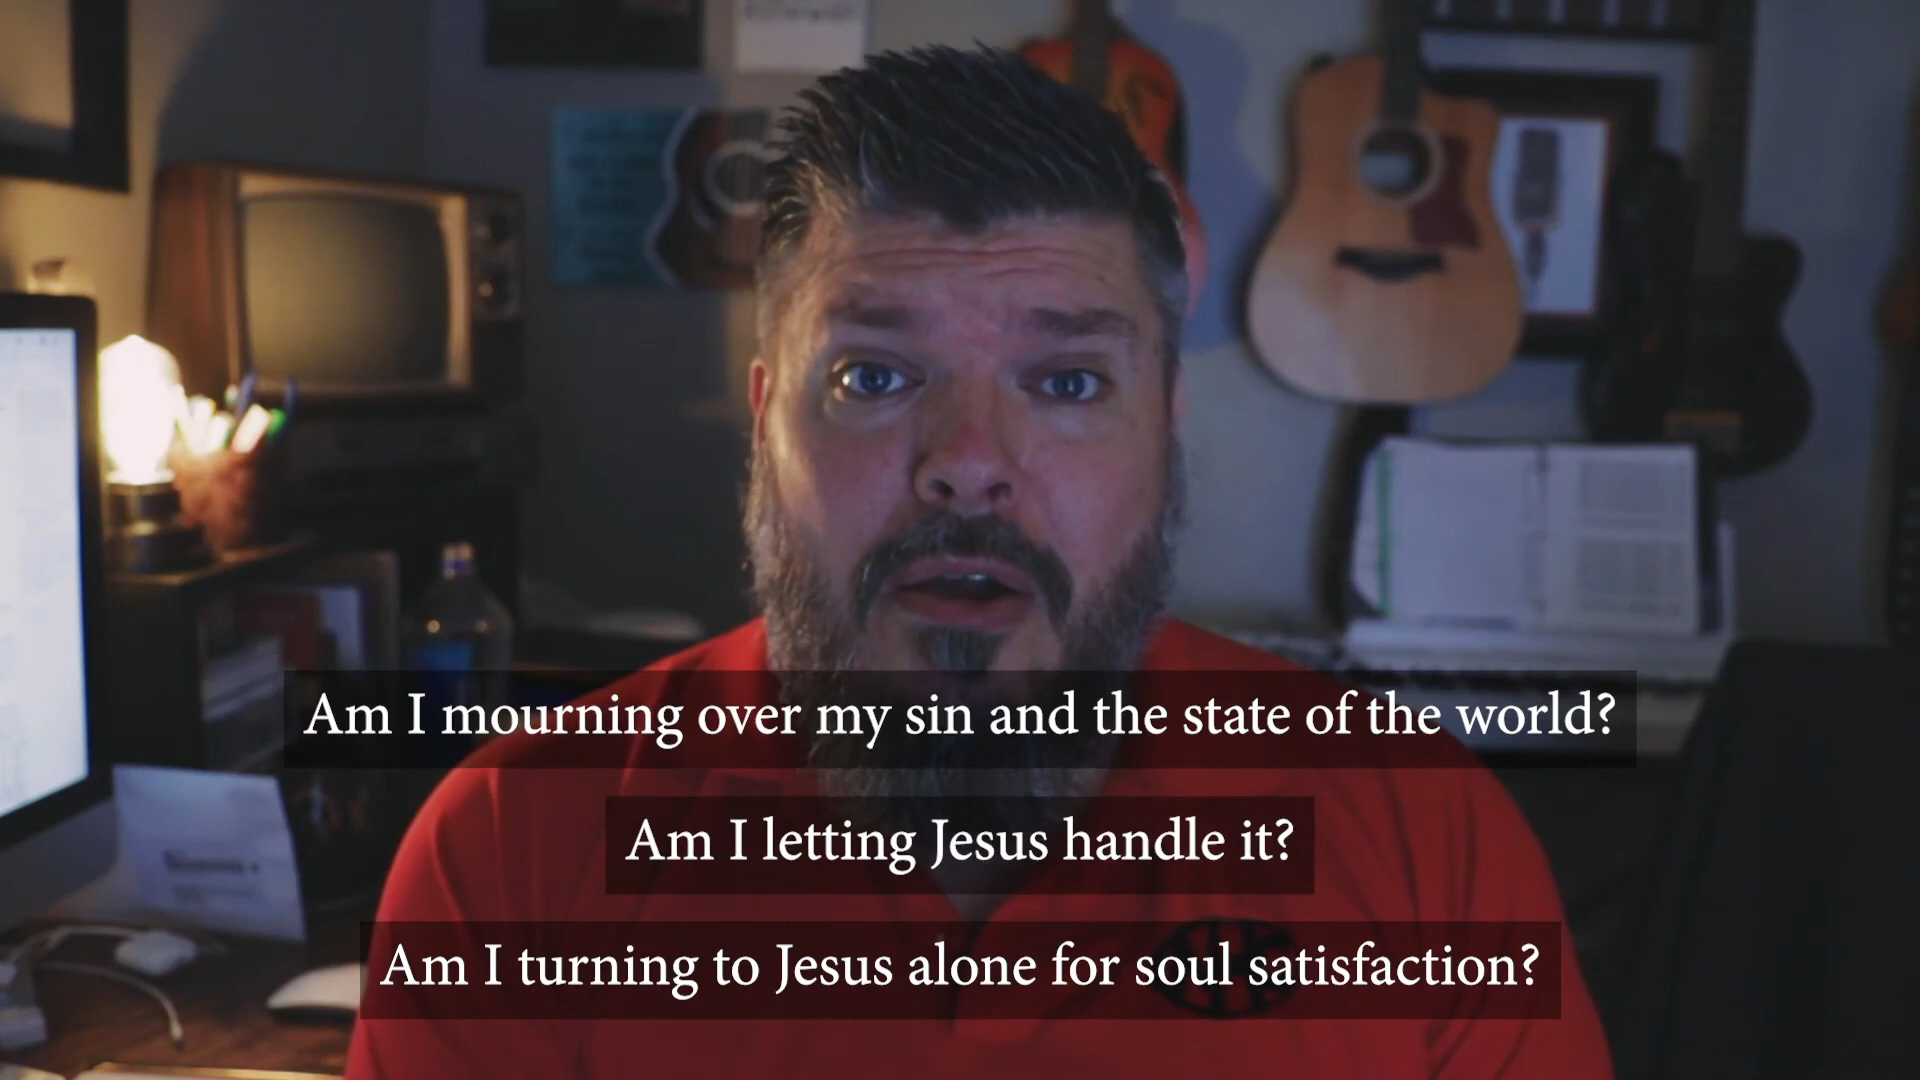 Am I mourning over my sin and the state of the world?
Am I letting Jesus handle it?
Am I turning to Jesus alone for soul satisfaction?